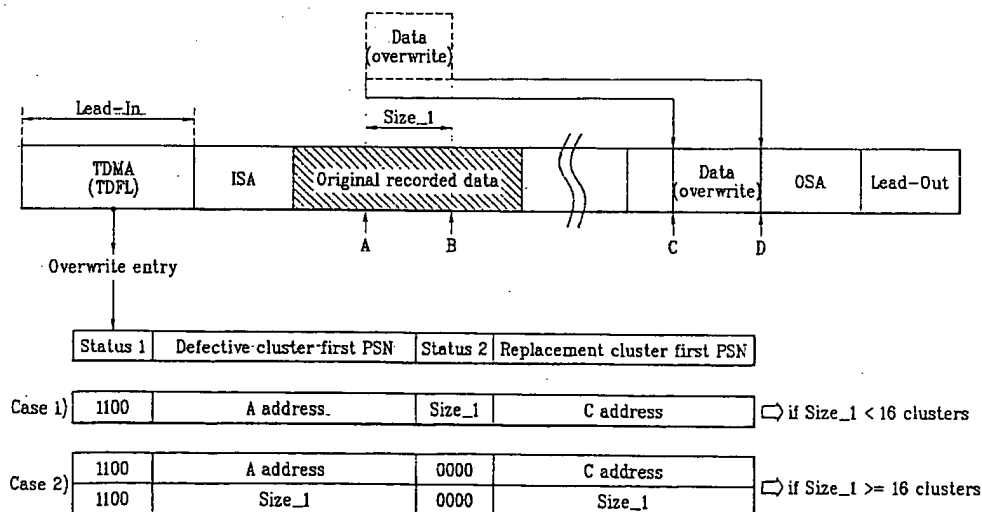 Data
(overwrite)
Lead-In
Size_1
TDMA
(TDFL)
ISA
Original recorded data
Data
(overwrite)
OSA
Lead-Out
A
B
C
D
Overwrite entry
Status 1 Defective cluster first PSN Status 2 Replacement cluster first PSN
Case 1) 1100 A address Size_1 C address if Size_1 < 16 clusters
Case 2) 1100 A address 0000 C address if Size_1 >= 16 clusters
1100 Size_1 0000 Size_1